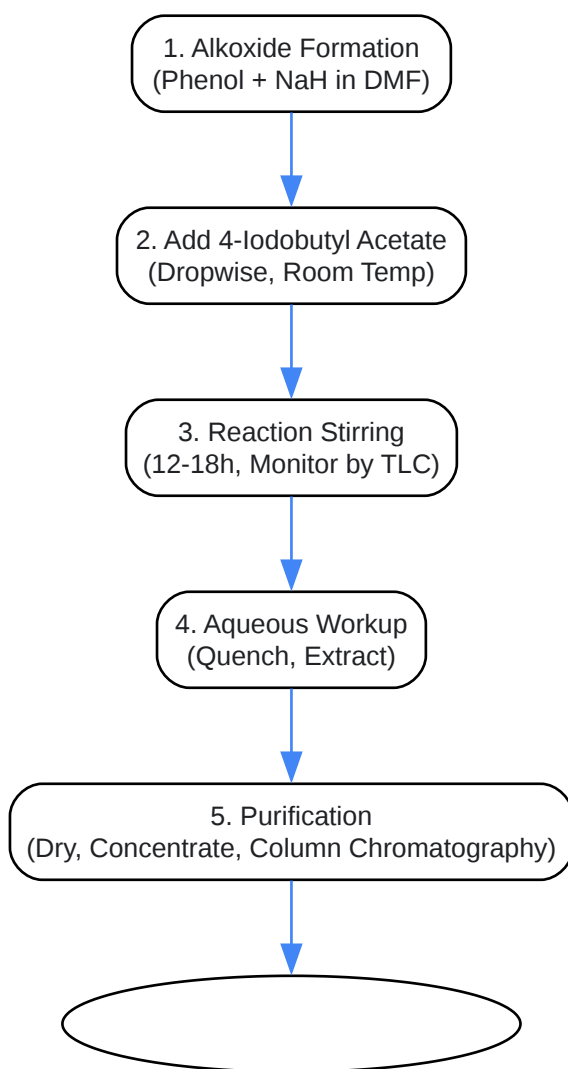 1. Alkoxide Formation
(Phenol + NaH in DMF)
2. Add 4-Iodobutyl Acetate
(Dropwise, Room Temp)
3. Reaction Stirring
(12-18h, Monitor by TLC)
4. Aqueous Workup
(Quench, Extract)
5. Purification
(Dry, Concentrate, Column Chromatography)